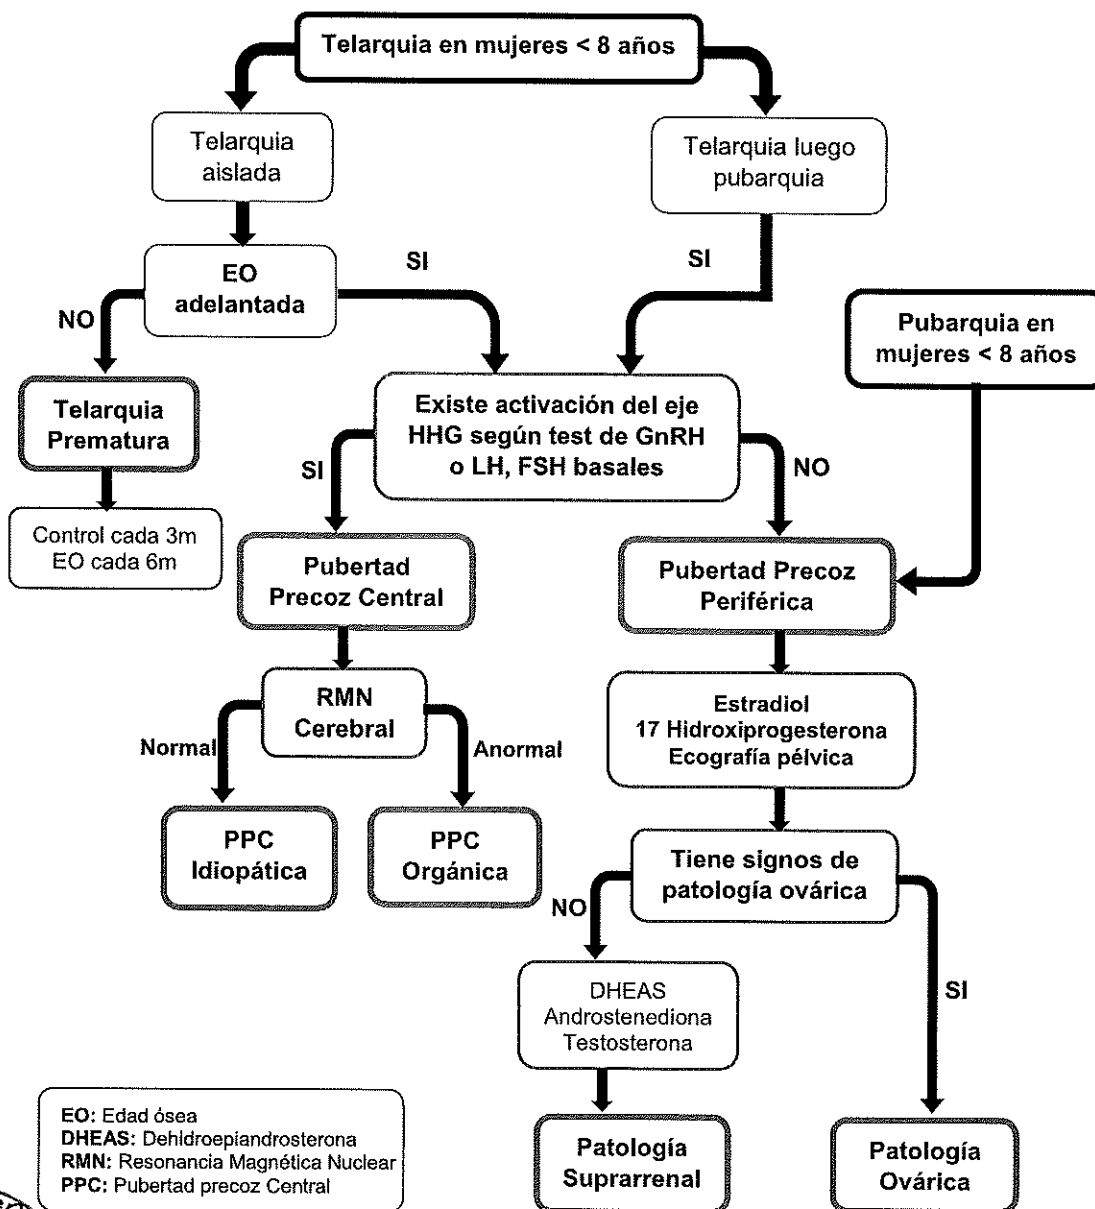 Telarquia en mujeres < 8 años
Telarquia
aislada
Telarquia luego
pubarquia
EO
adelantada
SI
SI
NO
Pubarquia en
mujeres < 8 años
Telarquia
Prematura
Existe activación del eje
HHG según test de GnRH
o LH, FSH basales
SI
NO
Control cada 3m
EO cada 6m
Pubertad
Precoz Central
Pubertad Precoz
Periférica
RMN
Cerebral
Normal
Anormal
Estradiol
17 Hidroxiprogesterona
Ecografía pélvica
PPC
Idiopática
PPC
Orgánica
Tiene signos de
patología ovárica
NO
SI
DHEAS
Androstenediona
Testosterona
Patología
Suprarrenal
Patología
Ovárica
EO: Edad ósea
DHEAS: Dehidroepiandrosterona
RMN: Resonancia Magnética Nuclear
PPC: Pubertad precoz Central